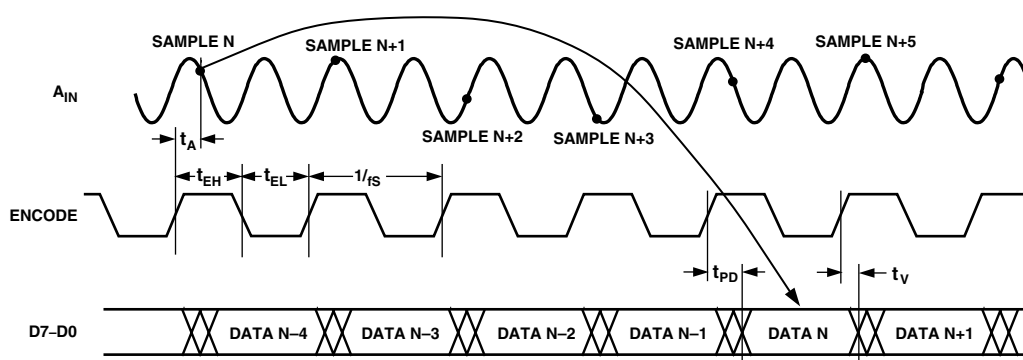 SAMPLE N
SAMPLE N+1
SAMPLE N+4
SAMPLE N+5
AIN
SAMPLE N+2
SAMPLE N+3
tA
tEH
tEL
1/fS
ENCODE
tPD
tV
D7–D0
DATA N–4
DATA N–3
DATA N–2
DATA N–1
DATA N
DATA N+1